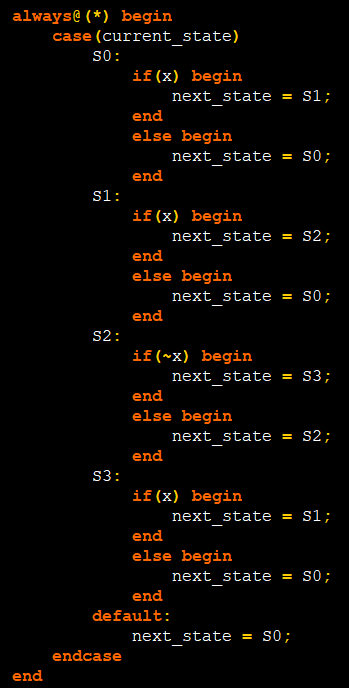 always@(*) begin
    case(current_state)
        S0:
            if(x) begin
                next_state = S1;
            end
            else begin
                next_state = S0;
            end
        S1:
            if(x) begin
                next_state = S2;
            end
            else begin
                next_state = S0;
            end
        S2:
            if(~x) begin
                next_state = S3;
            end
            else begin
                next_state = S2;
            end
        S3:
            if(x) begin
                next_state = S1;
            end
            else begin
                next_state = S0;
            end
        default:
            next_state = S0;
    endcase
end